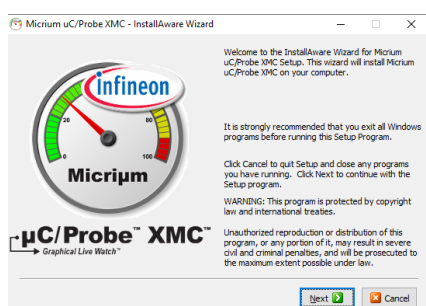 Micrium uC/Probe XMC - InstallAware Wizard
Welcome to the InstallAware Wizard for Micrium
uC/Probe XMC Setup. This wizard will install Micrium
uC/Probe XMC on your computer.
infineon
20
80
0
100
Micriµm
It is strongly recommended that you exit all Windows
programs before running this Setup Program.
Click Cancel to quit Setup and close any programs
you have running. Click Next to continue with the
Setup program.
WARNING: This program is protected by copyright
law and international treaties.
µC/Probe™ XMC™
Graphical Live Watch™
Unauthorized reproduction or distribution of this
program, or any portion of it, may result in severe
civil and criminal penalties, and will be prosecuted to
the maximum extent possible under law.
Next
Cancel